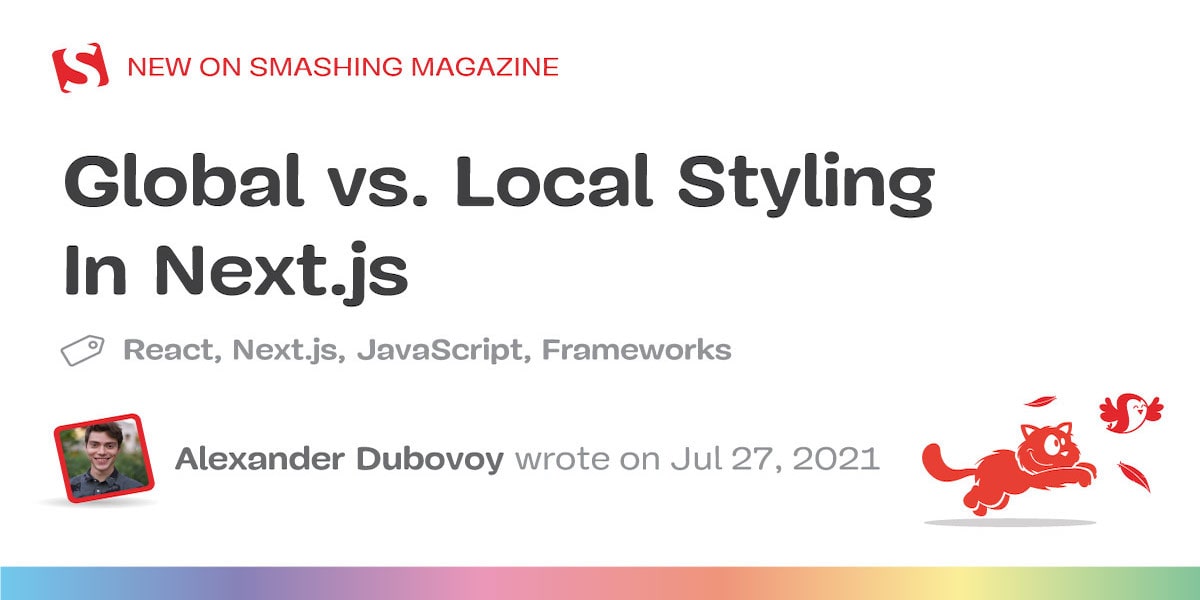 NEW ON SMASHING MAGAZINE
Global vs. Local Styling
In Next.js
React, Next.js, JavaScript, Frameworks
Alexander Dubovoy wrote on Jul 27, 2021